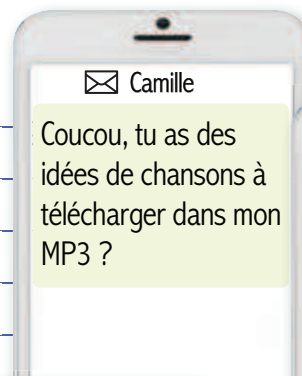 Camille
Coucou, tu as des
idées de chansons à
télécharger dans mon
MP3 ?